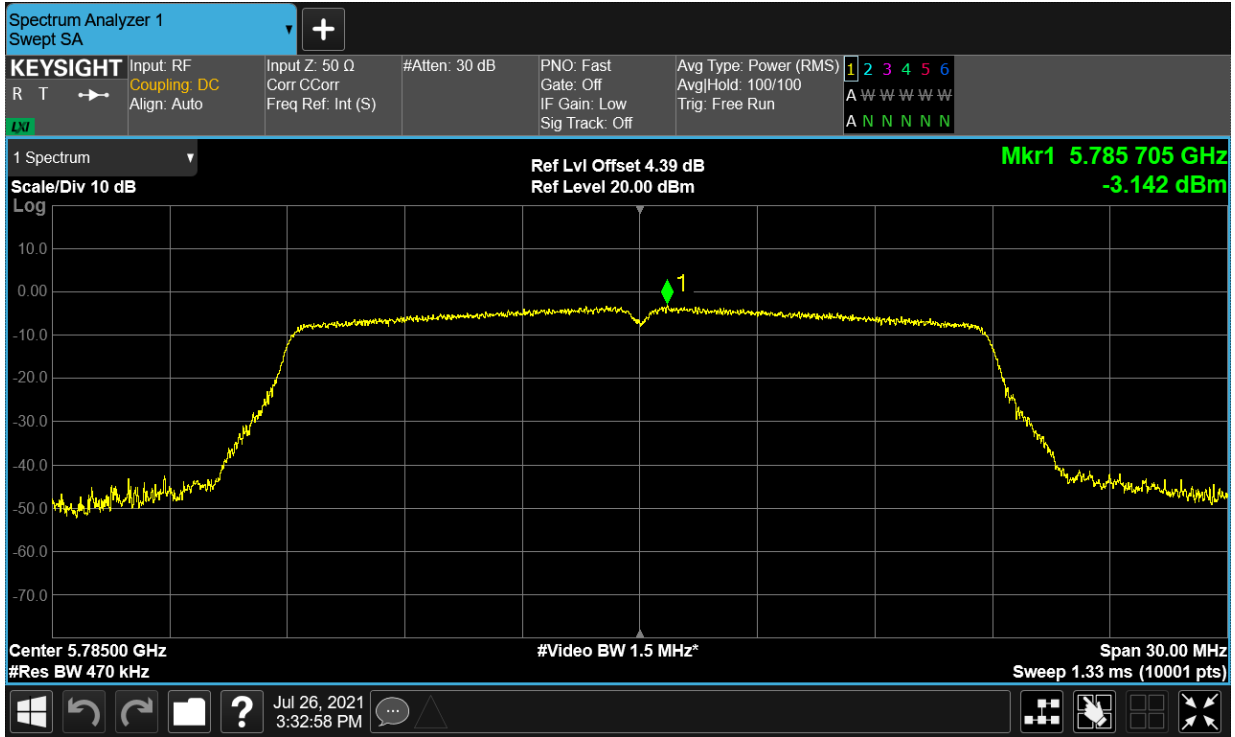 Spectrum Analyzer 1
Swept SA
▼
+
KEYSIGHT
R T
LXI
Input: RF
Coupling: DC
Align: Auto
Input Z: 50 Ω
Corr CCorr
Freq Ref: Int (S)
#Atten: 30 dB
PNO: Fast
Gate: Off
IF Gain: Low
Sig Track: Off
Avg Type: Power (RMS)
Avg|Hold: 100/100
Trig: Free Run
1 2 3 4 5 6
A W W W W W
A N N N N N
1 Spectrum ▼
Scale/Div 10 dB
Log
Ref Lvl Offset 4.39 dB
Ref Level 20.00 dBm
Mkr1 5.785 705 GHz
-3.142 dBm
10.0
0.00
-10.0
-20.0
-30.0
-40.0
-50.0
-60.0
-70.0
1
Center 5.78500 GHz
#Res BW 470 kHz
#Video BW 1.5 MHz*
Span 30.00 MHz
Sweep 1.33 ms (10001 pts)
?
Jul 26, 2021
3:32:58 PM